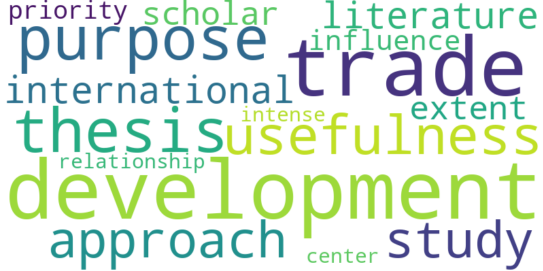 priority scholar literature
purpose influence trade
international extent
thesis intense usefulness
relationship
development
approach center study